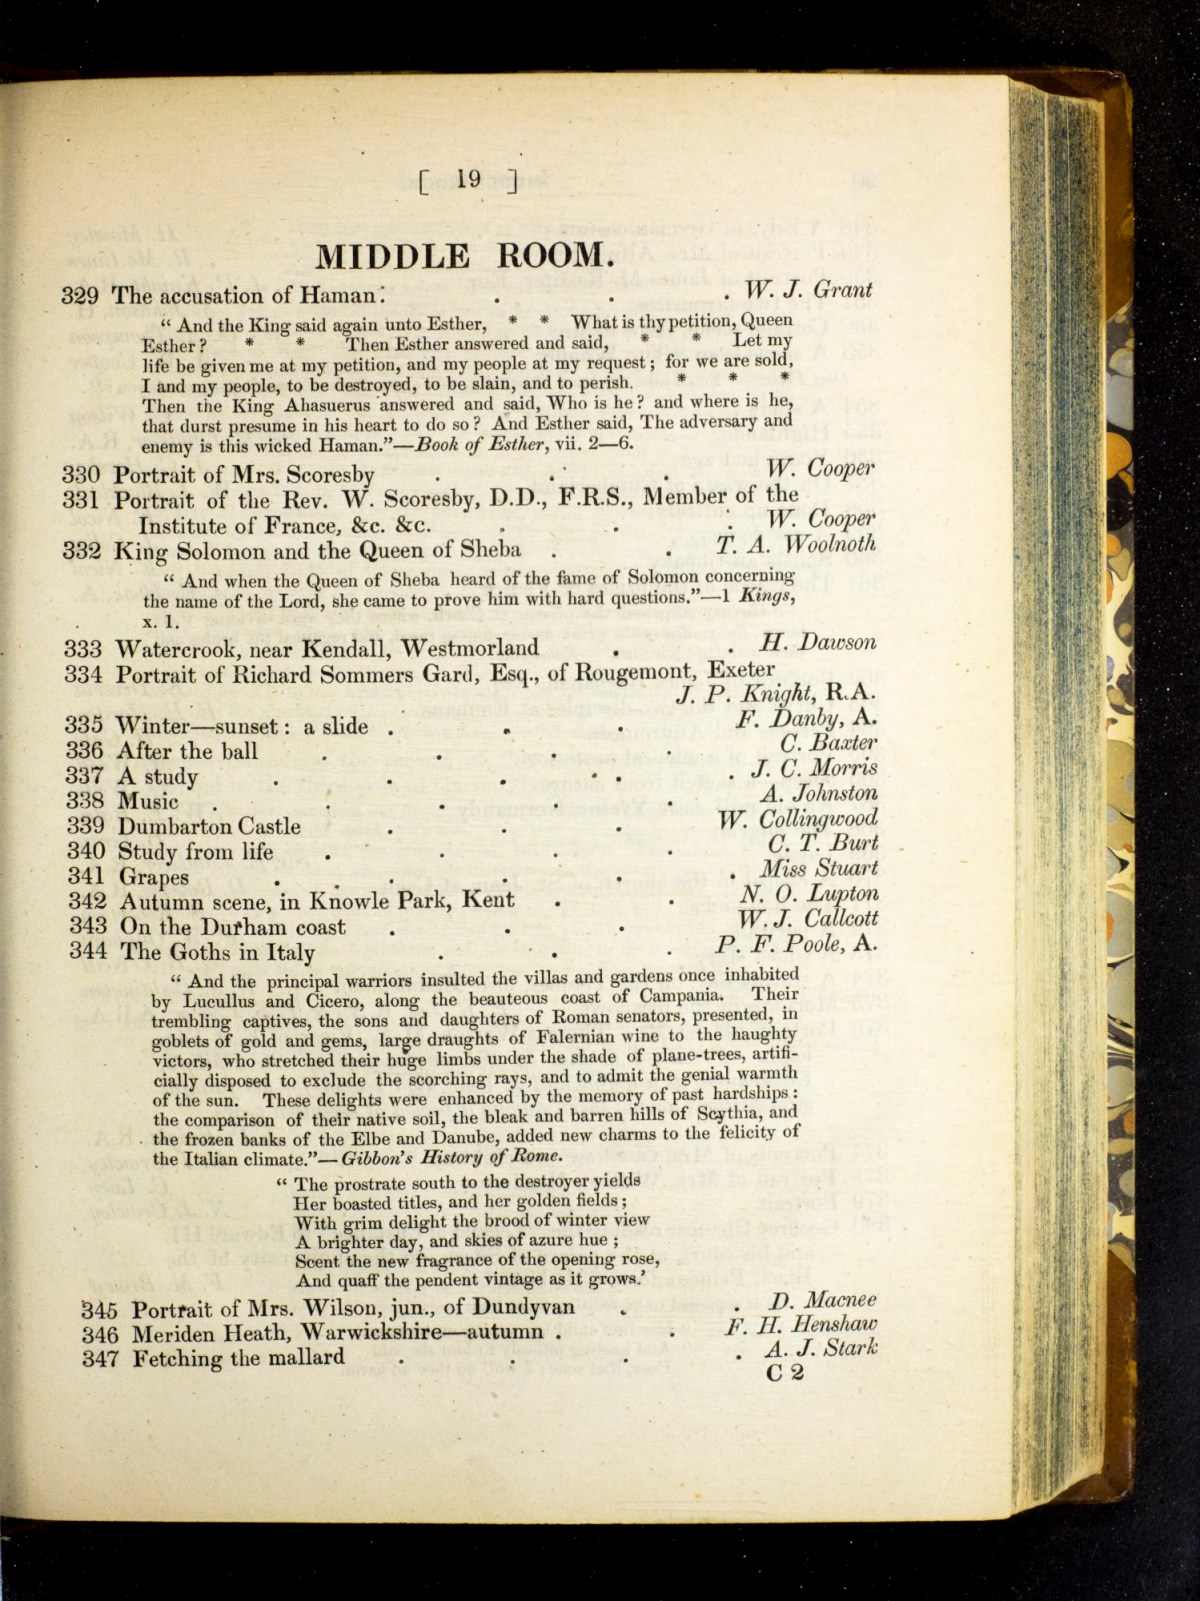 [ 19 ]
MIDDLE ROOM.
329 The accusation of Haman . . . . W. J. Grant
“ And the King said again unto Esther, * * What is thy petition, Queen
Esther ? * * Then Esther answered and said, * * Let my
life be given me at my petition, and my people at my request ; for we are sold,
I and my people, to be destroyed, to be slain, and to perish. * * *
Then the King Ahasuerus answered and said, Who is he ? and where is he,
that durst presume in his heart to do so ? And Esther said, The adversary and
enemy is this wicked Haman.”—Book of Esther, vii. 2—6.
330 Portrait of Mrs. Scoresby . . . W. Cooper
331 Portrait of the Rev. W. Scoresby, D.D., F.R.S., Member of the
Institute of France, &c. &c. . . . W. Cooper
332 King Solomon and the Queen of Sheba . . T. A. Woolnoth
“ And when the Queen of Sheba heard of the fame of Solomon concerning
the name of the Lord, she came to prove him with hard questions.”—1 Kings,
x. 1.
333 Watercrook, near Kendall, Westmorland . . H. Dawson
334 Portrait of Richard Sommers Gard, Esq., of Rougemont, Exeter
J. P. Knight, R.A.
335 Winter—sunset : a slide . . . F. Danby, A.
336 After the ball . . . . C. Baxter
337 A study . . . . . J. C. Morris
338 Music . . . . . A. Johnston
339 Dumbarton Castle . . . W. Collingwood
340 Study from life . . . . C. T. Burt
341 Grapes . . . . . Miss Stuart
342 Autumn scene, in Knowle Park, Kent . . N. O. Lupton
343 On the Durham coast . . . W. J. Callcott
344 The Goths in Italy . . . P. F. Poole, A.
“ And the principal warriors insulted the villas and gardens once inhabited
by Lucullus and Cicero, along the beauteous coast of Campania. Their
trembling captives, the sons and daughters of Roman senators, presented, in
goblets of gold and gems, large draughts of Falernian wine to the haughty
victors, who stretched their huge limbs under the shade of plane-trees, artifi-
cially disposed to exclude the scorching rays, and to admit the genial warmth
of the sun. These delights were enhanced by the memory of past hardships :
the comparison of their native soil, the bleak and barren hills of Scythia, and
the frozen banks of the Elbe and Danube, added new charms to the felicity of
the Italian climate.”—Gibbon's History of Rome.
“ The prostrate south to the destroyer yields
Her boasted titles, and her golden fields ;
With grim delight the brood of winter view
A brighter day, and skies of azure hue ;
Scent the new fragrance of the opening rose,
And quaff the pendent vintage as it grows.’
345 Portrait of Mrs. Wilson, jun., of Dundyvan . . D. Macnee
346 Meriden Heath, Warwickshire—autumn . . F. H. Henshaw
347 Fetching the mallard . . . . A. J. Stark
C 2